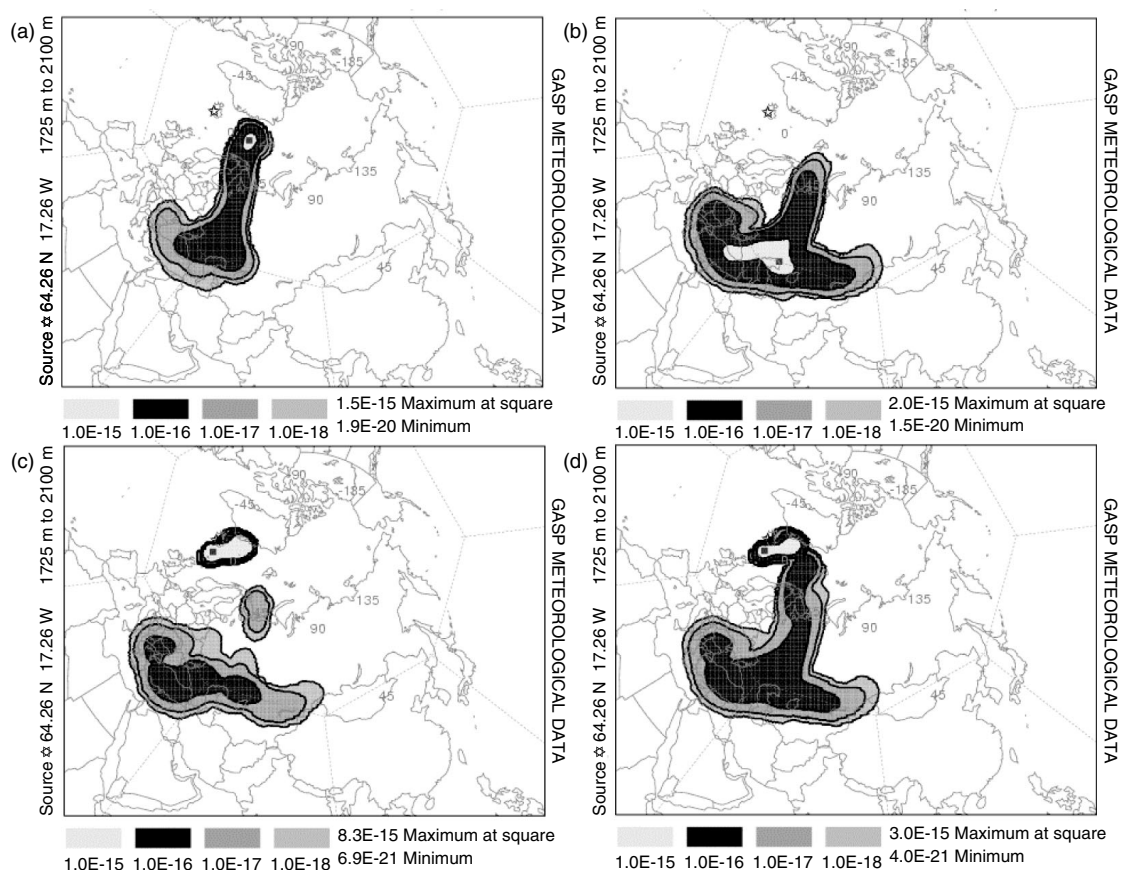 (a)
Source ✩ 64.26 N 17.26 W 1725 m to 2100 m
GASP METEOROLOGICAL DATA
90
-135
-45
0
135
90
45
1.5E-15 Maximum at square
1.0E-15 1.0E-16 1.0E-17 1.0E-18 1.9E-20 Minimum
(b)
Source ✩ 64.26 N 17.26 W 1725 m to 2100 m
GASP METEOROLOGICAL DATA
90
-135
-45
0
-135
90
45
2.0E-15 Maximum at square
1.0E-15 1.0E-16 1.0E-17 1.0E-18 1.5E-20 Minimum
(c)
Source ✩ 64.26 N 17.26 W 1725 m to 2100 m
GASP METEOROLOGICAL DATA
90
-135
-45
-135
90
45
8.3E-15 Maximum at square
1.0E-15 1.0E-16 1.0E-17 1.0E-18 6.9E-21 Minimum
(d)
Source ✩ 64.26 N 17.26 W 1725 m to 2100 m
GASP METEOROLOGICAL DATA
90
-135
-45
-135
90
45
3.0E-15 Maximum at square
1.0E-15 1.0E-16 1.0E-17 1.0E-18 4.0E-21 Minimum